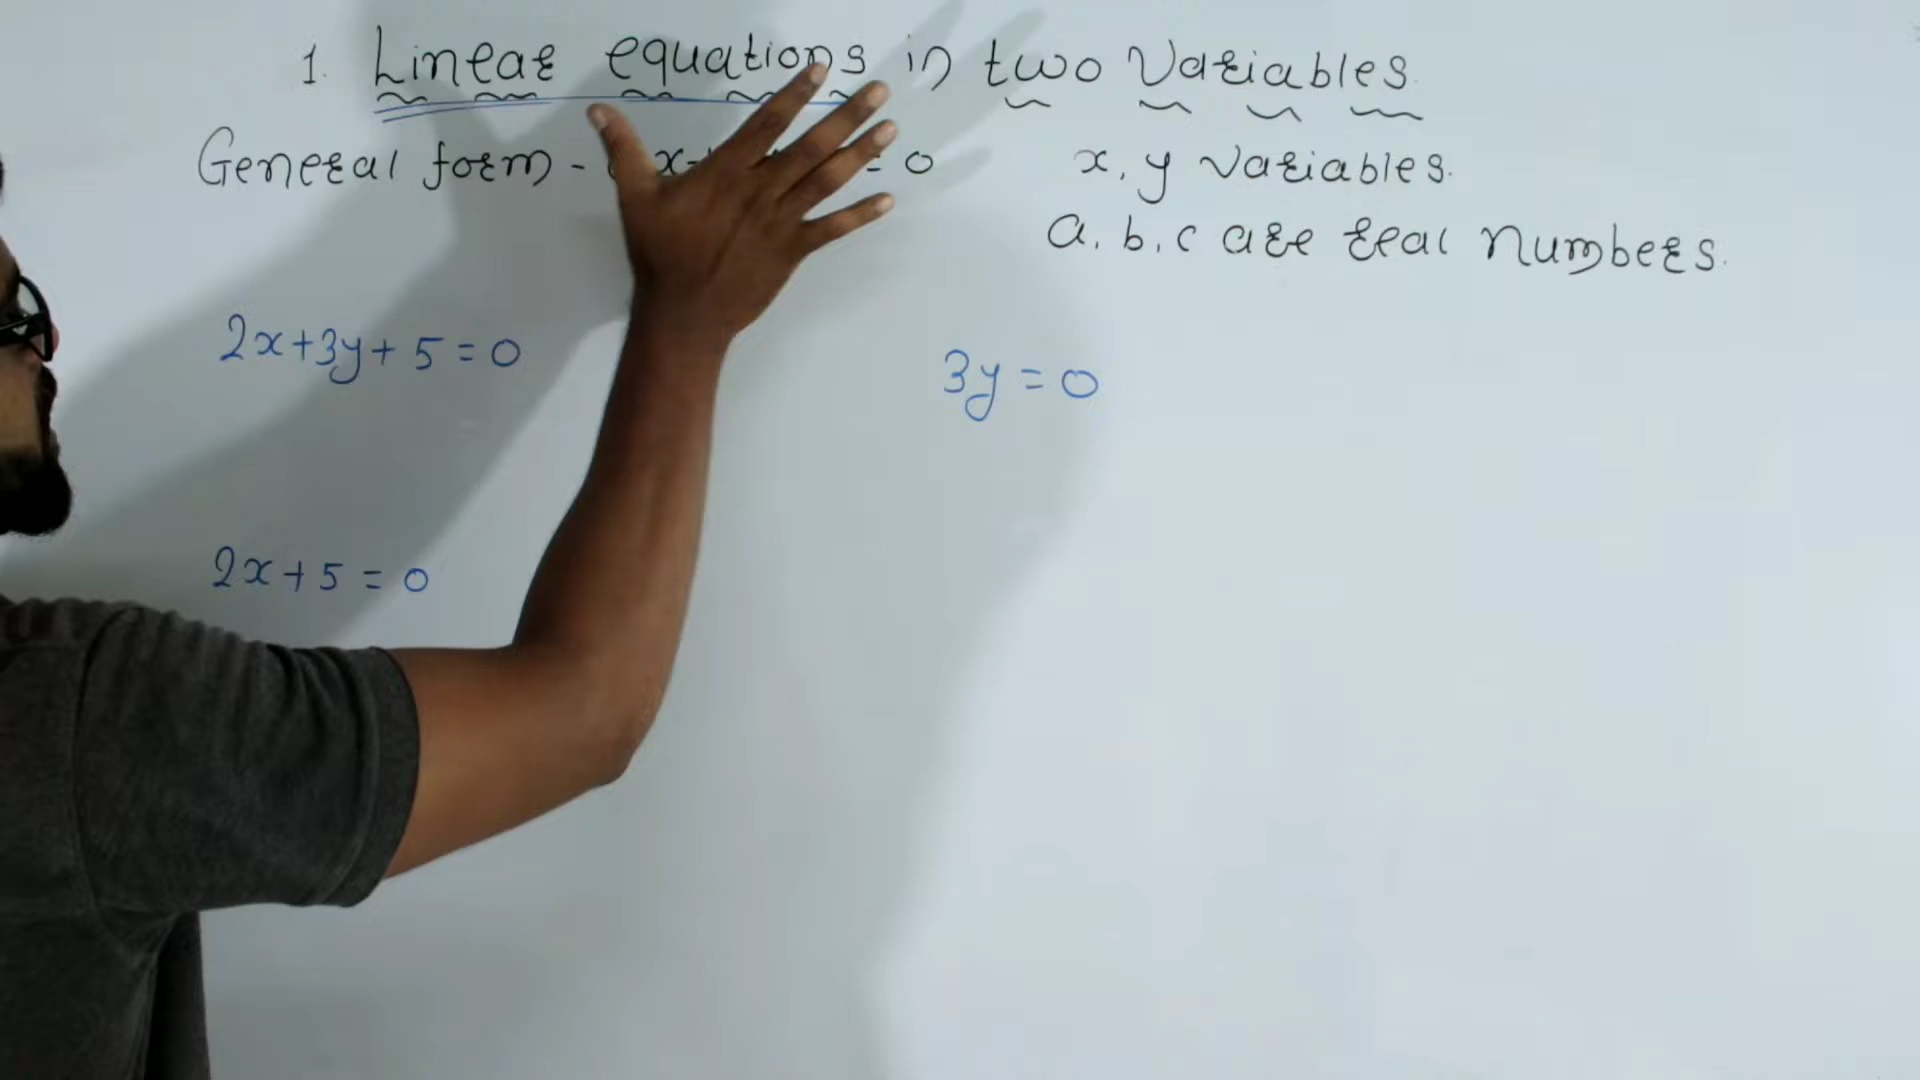 1. Linear equations in two Variables.
General form - x = 0
x, y variables.
a, b, c are real numbers.
2x+3y+5=0
3y=0
2x+5=0